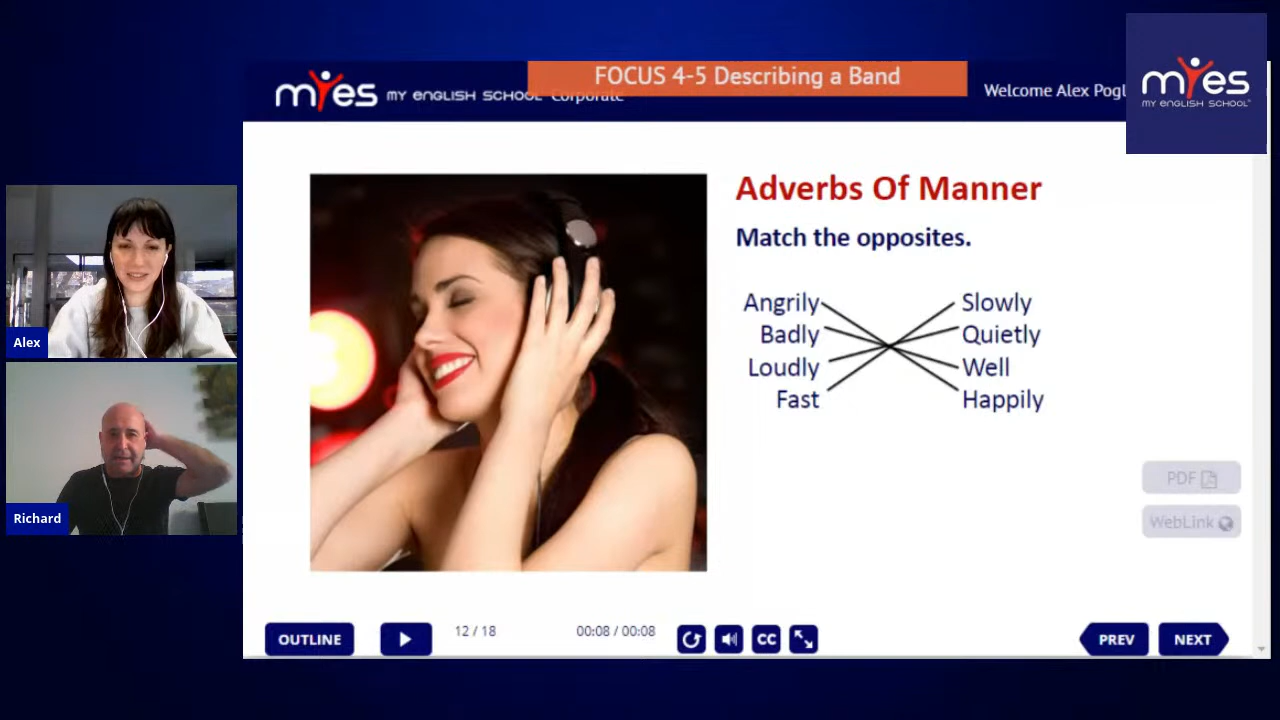 FOCUS 4-5 Describing a Band
myes MY ENGLISH SCHOOL Corporate
Welcome Alex Pogl
myes
MY ENGLISH SCHOOL
Adverbs Of Manner
Match the opposites.
Angrily Slowly
Badly Quietly
Loudly Well
Fast Happily
Alex
Richard
PDF
WebLink
OUTLINE 12 / 18 00:08 / 00:08 CC PREV NEXT